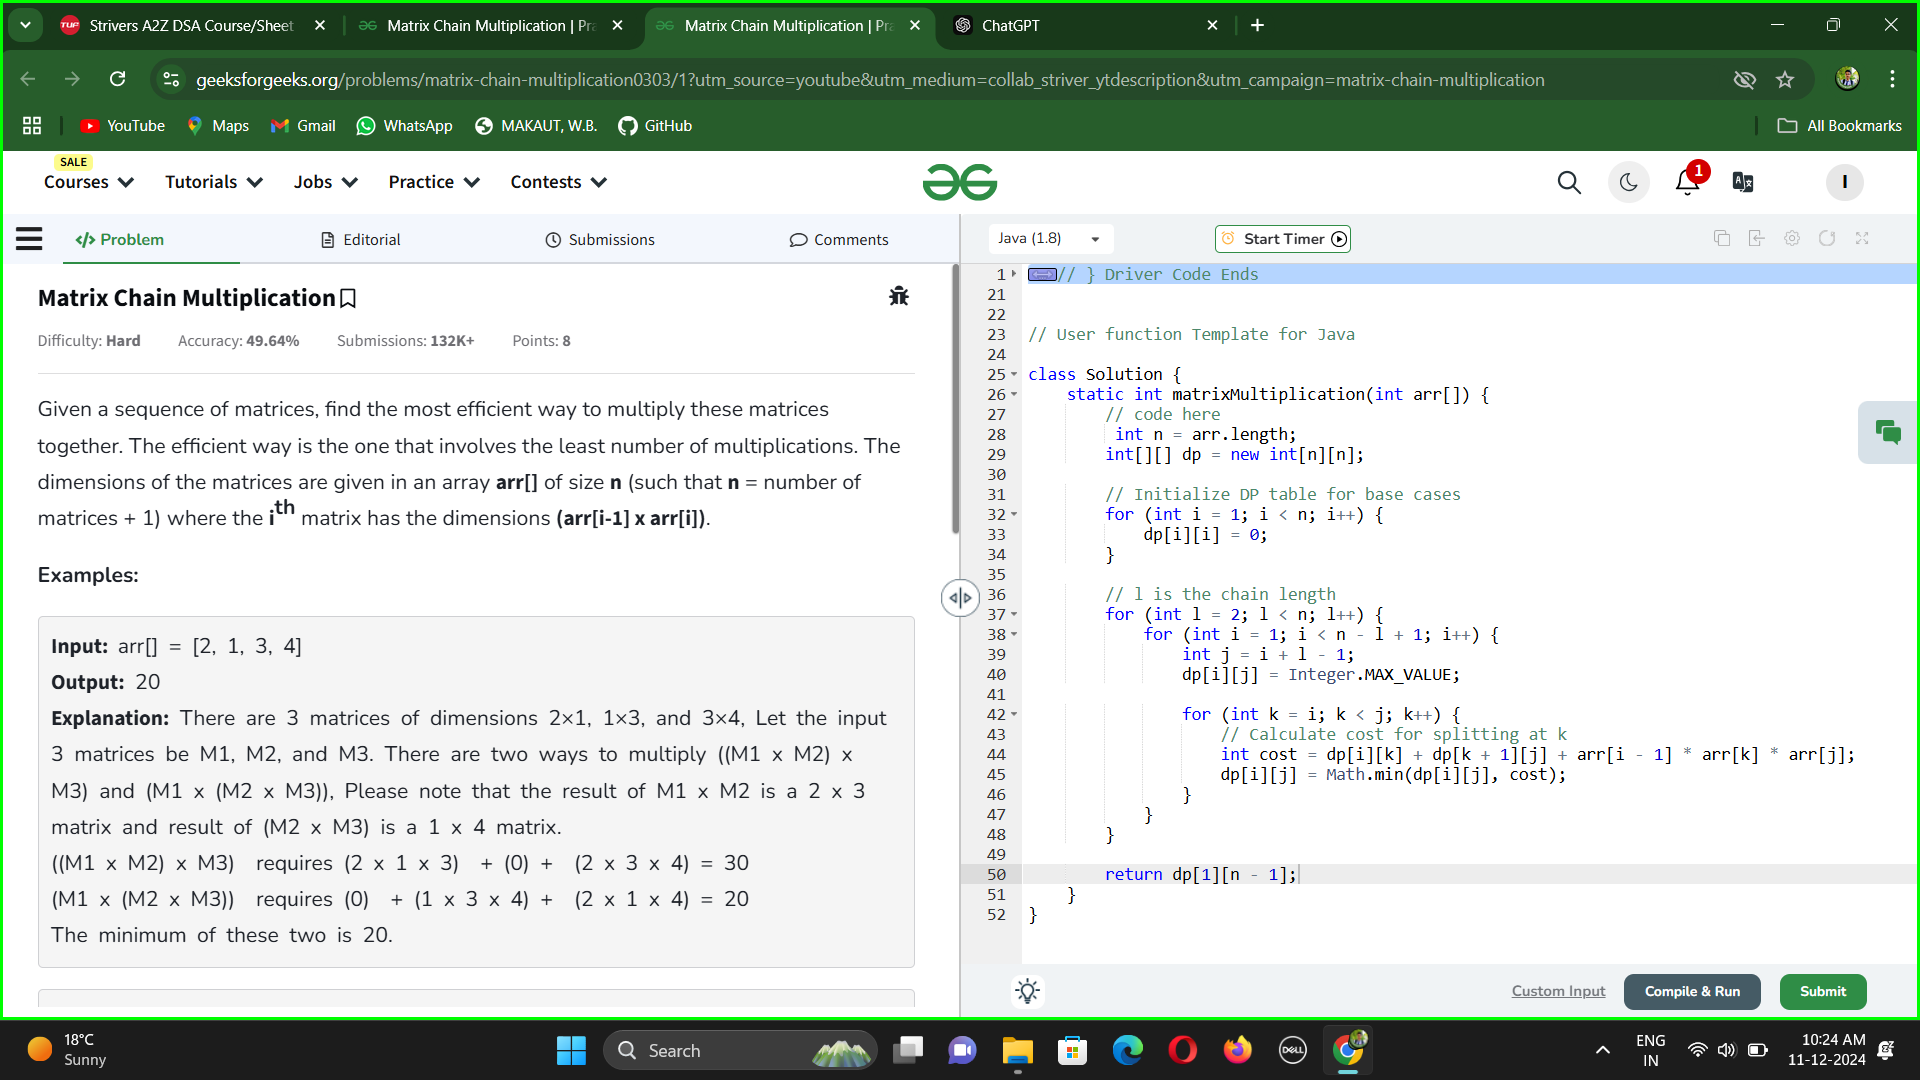 Strivers A2Z DSA Course/Sheet
Matrix Chain Multiplication | Pra
Matrix Chain Multiplication | Pra
ChatGPT
geeksforgeeks.org/problems/matrix-chain-multiplication0303/1?utm_source=youtube&utm_medium=collab_striver_ytdescription&utm_campaign=matrix-chain-multiplication
YouTube Maps Gmail WhatsApp MAKAUT, W.B. GitHub All Bookmarks
SALE
Courses Tutorials Jobs Practice Contests 1 I
Problem Editorial Submissions Comments
Matrix Chain Multiplication
Difficulty: Hard Accuracy: 49.64% Submissions: 132K+ Points: 8
Given a sequence of matrices, find the most efficient way to multiply these matrices
together. The efficient way is the one that involves the least number of multiplications. The
dimensions of the matrices are given in an array arr[] of size n (such that n = number of
matrices + 1) where the ith matrix has the dimensions (arr[i-1] x arr[i]).
Examples:
Input: arr[] = [2, 1, 3, 4]
Output: 20
Explanation: There are 3 matrices of dimensions 2×1, 1×3, and 3×4, Let the input
3 matrices be M1, M2, and M3. There are two ways to multiply ((M1 x M2) x
M3) and (M1 x (M2 x M3)), Please note that the result of M1 x M2 is a 2 x 3
matrix and result of (M2 x M3) is a 1 x 4 matrix.
((M1 x M2) x M3) requires (2 x 1 x 3) + (0) + (2 x 3 x 4) = 30
(M1 x (M2 x M3)) requires (0) + (1 x 3 x 4) + (2 x 1 x 4) = 20
The minimum of these two is 20.
Java (1.8) Start Timer
1 // } Driver Code Ends
21
22
23 // User function Template for Java
24
25 class Solution {
26 static int matrixMultiplication(int arr[]) {
27 // code here
28 int n = arr.length;
29 int[][] dp = new int[n][n];
30
31 // Initialize DP table for base cases
32 for (int i = 1; i < n; i++) {
33 dp[i][i] = 0;
34 }
35
36 // l is the chain length
37 for (int l = 2; l < n; l++) {
38 for (int i = 1; i < n - l + 1; i++) {
39 int j = i + l - 1;
40 dp[i][j] = Integer.MAX_VALUE;
41
42 for (int k = i; k < j; k++) {
43 // Calculate cost for splitting at k
44 int cost = dp[i][k] + dp[k + 1][j] + arr[i - 1] * arr[k] * arr[j];
45 dp[i][j] = Math.min(dp[i][j], cost);
46 }
47 }
48 }
49
50 return dp[1][n - 1];
51 }
52 }
Custom Input Compile & Run Submit
18°C
Sunny
Search
DELL
ENG
IN
10:24 AM
11-12-2024